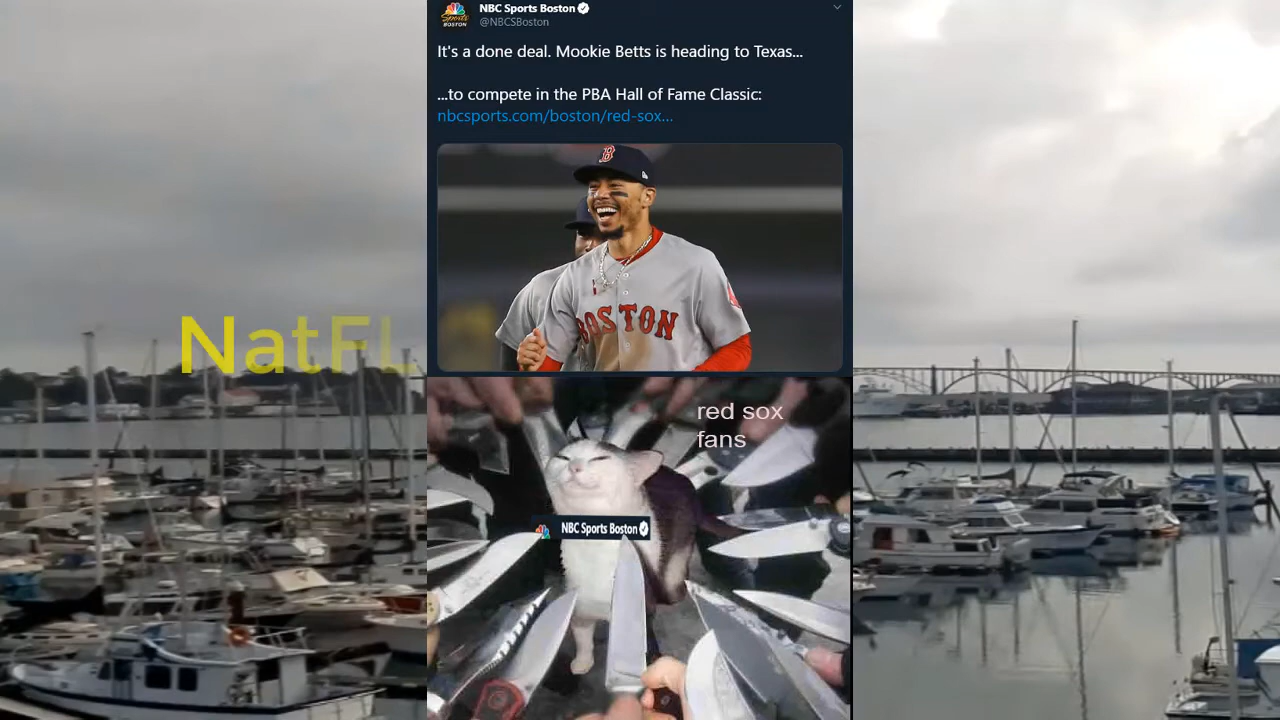 NBC Sports Boston
@NBCSBoston
It's a done deal. Mookie Betts is heading to Texas...
...to compete in the PBA Hall of Fame Classic:
nbcsports.com/boston/red-sox...
B
BOSTON
NatFL
red sox
fans
NBC Sports Boston